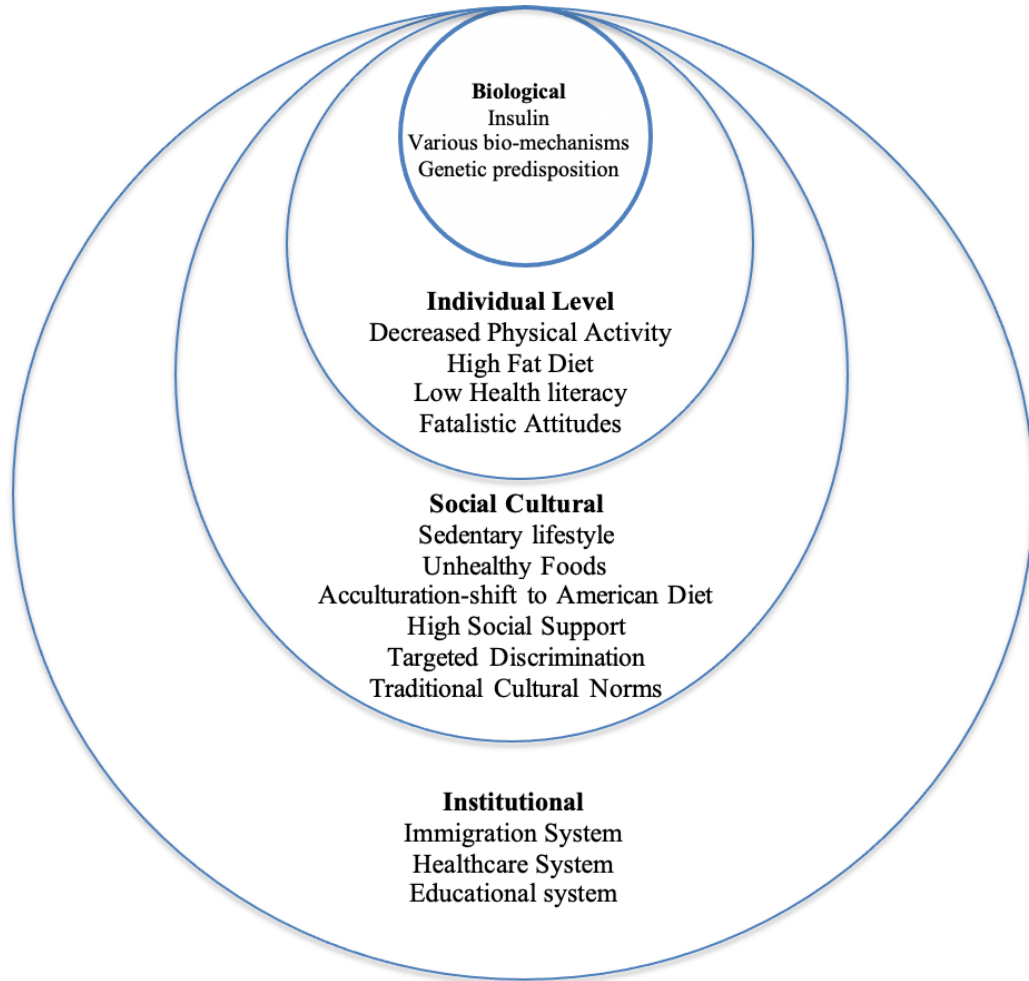 Biological
Insulin
Various bio-mechanisms
Genetic predisposition
Individual Level
Decreased Physical Activity
High Fat Diet
Low Health literacy
Fatalistic Attitudes
Social Cultural
Sedentary lifestyle
Unhealthy Foods
Acculturation-shift to American Diet
High Social Support
Targeted Discrimination
Traditional Cultural Norms
Institutional
Immigration System
Healthcare System
Educational system